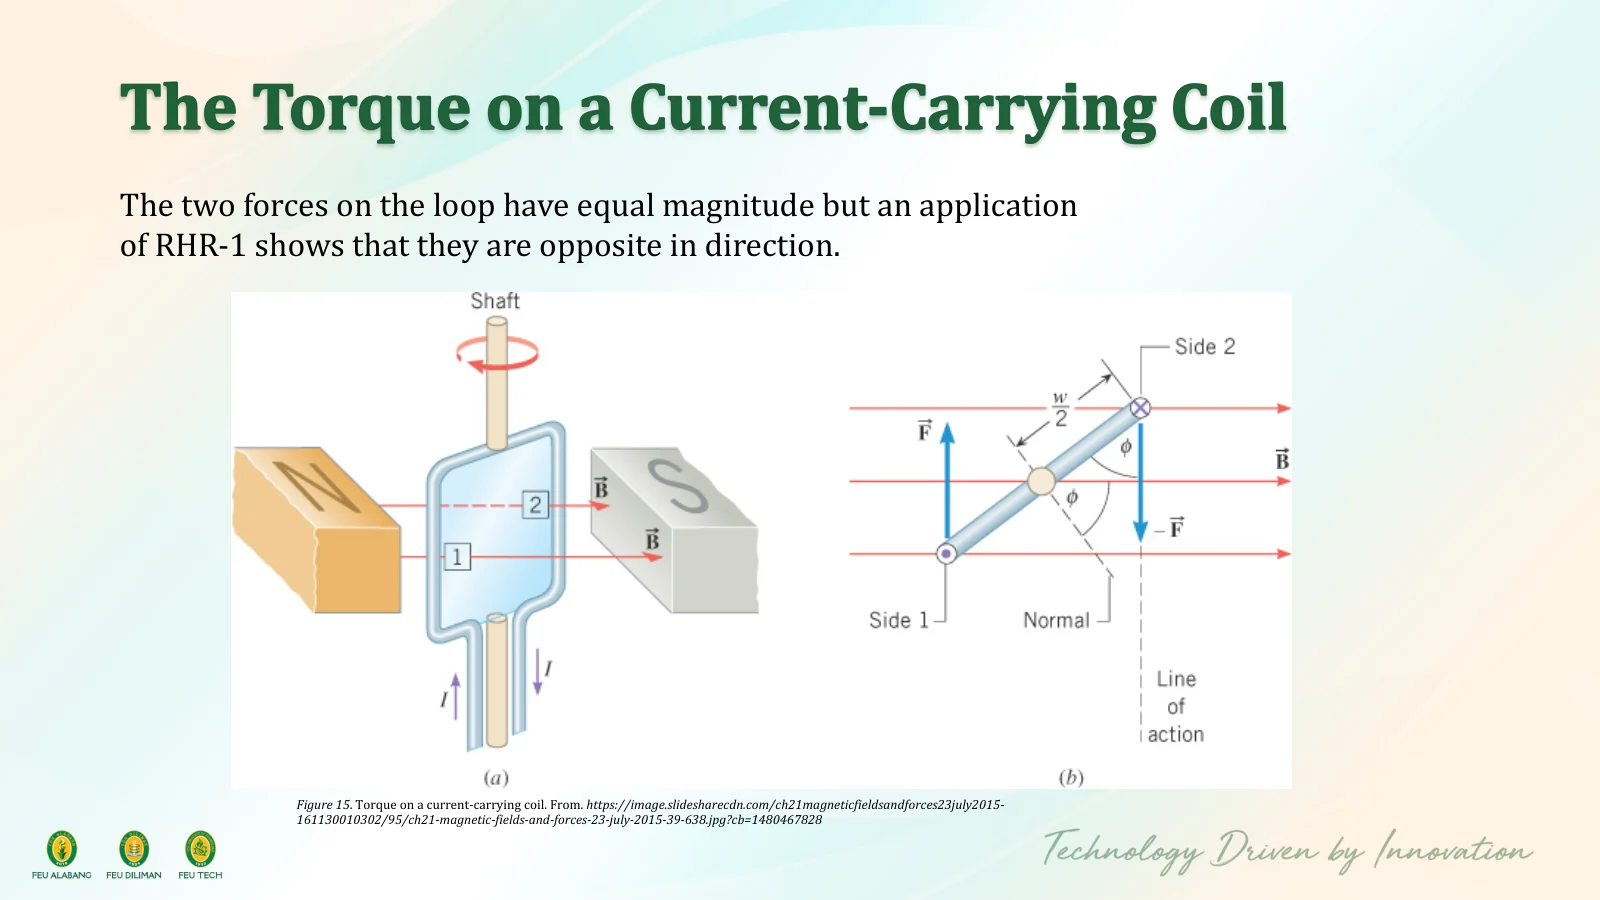 The Torque on a Current-Carrying Coil
The two forces on the loop have equal magnitude but an application
of RHR-1 shows that they are opposite in direction.
Shaft
N
S
B
B
2
1
I
I
(a)
Side 2
w
2
F
ϕ
B
ϕ
– F
Side 1
Normal
Line
of
action
(b)
Figure 15. Torque on a current-carrying coil. From. https://image.slidesharecdn.com/ch21magneticfieldsandforces23july2015-
161130010302/95/ch21-magnetic-fields-and-forces-23-july-2015-39-638.jpg?cb=1480467828
FEU ALABANG FEU DILIMAN FEU TECH
Technology Driven by Innovation